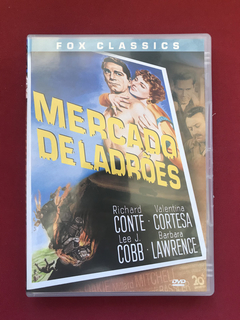 FOX CLASSICS
MERCADO
DE LADRÕES
Richard Valentina
CONTE · CORTESA
Lee J. Barbara
COBB · LAWRENCE
DVD